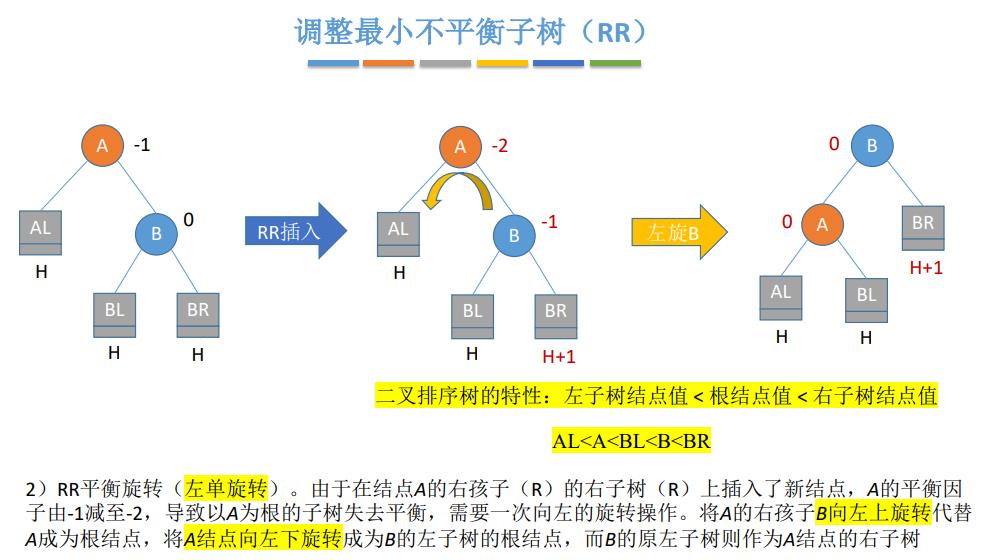 调整最小不平衡子树（RR）
A -1
AL
H
B 0
BL
H
BR
H
RR插入
A -2
AL
H
B -1
BL
H
BR
H+1
左旋B
0 B
0 A
BR
H+1
AL
H
BL
H
二叉排序树的特性：左子树结点值 < 根结点值 < 右子树结点值
AL<A<BL<B<BR
2）RR平衡旋转（左单旋转）。由于在结点A的右孩子（R）的右子树（R）上插入了新结点，A的平衡因
子由-1减至-2，导致以A为根的子树失去平衡，需要一次向左的旋转操作。将A的右孩子B向左上旋转代替
A成为根结点，将A结点向左下旋转成为B的左子树的根结点，而B的原左子树则作为A结点的右子树